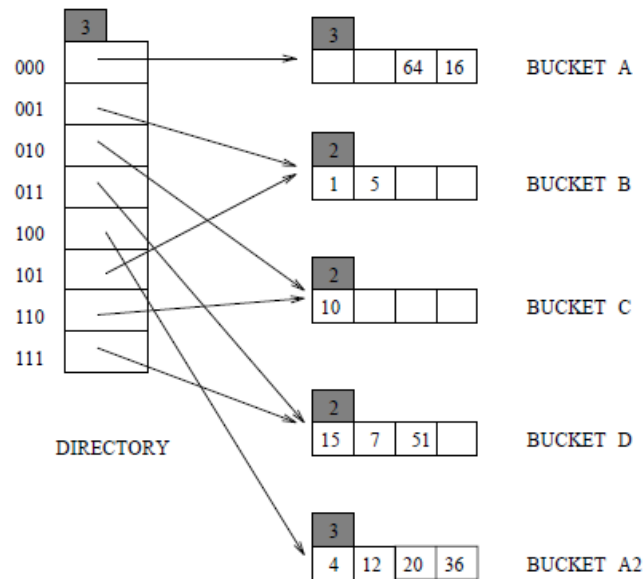 3
3
000
64 16
BUCKET A
001
2
010
1 5
BUCKET B
011
100
2
101
10
BUCKET C
110
111
2
15 7 51
BUCKET D
DIRECTORY
3
4 12 20 36
BUCKET A2